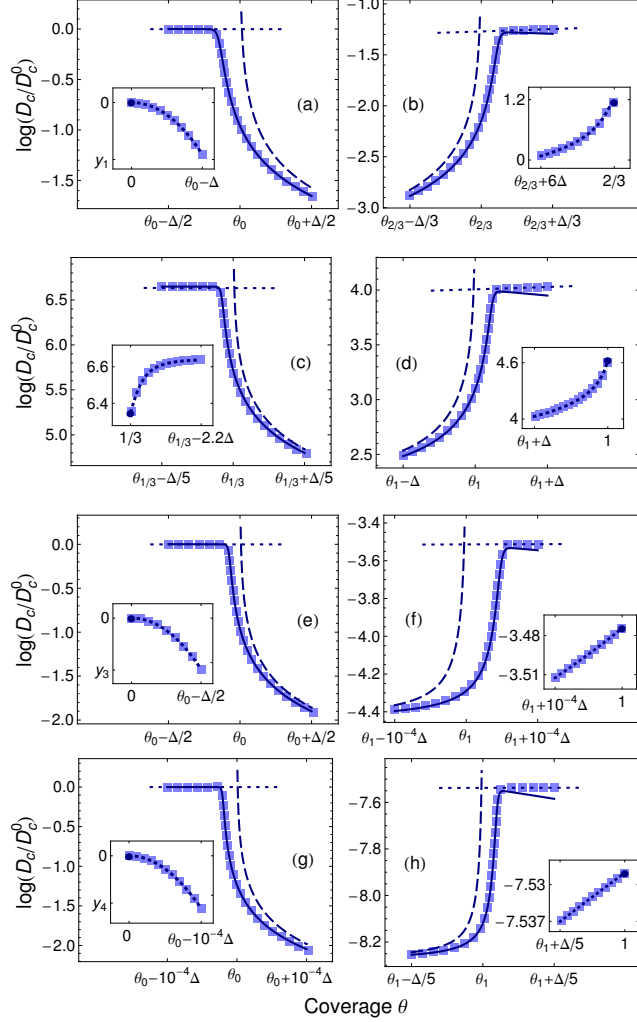 log(D_c/D_c^0)
0.0
−0.5
−1.0
−1.5
(a)
0
y_1
0
θ_0−Δ
θ_0−Δ/2
θ_0
θ_0+Δ/2
−1.0
−1.5
−2.0
−2.5
−3.0
(b)
1.2
0
θ_{2/3}+6Δ
2/3
θ_{2/3}−Δ/3
θ_{2/3}
θ_{2/3}+Δ/3
log(D_c/D_c^0)
6.5
6.0
5.5
5.0
(c)
6.6
6.4
1/3
θ_{1/3}−2.2Δ
θ_{1/3}−Δ/5
θ_{1/3}
θ_{1/3}+Δ/5
4.0
3.5
3.0
2.5
(d)
4.6
4
θ_1+Δ
1
θ_1−Δ
θ_1
θ_1+Δ
log(D_c/D_c^0)
0.0
−0.5
−1.0
−1.5
−2.0
(e)
0
y_3
0
θ_0−Δ/2
θ_0−Δ/2
θ_0
θ_0+Δ/2
−3.4
−3.6
−3.8
−4.0
−4.2
−4.4
(f)
−3.48
−3.51
θ_1+10^{-4}Δ
1
θ_1−10^{-4}Δ
θ_1
θ_1+10^{-4}Δ
log(D_c/D_c^0)
0.0
−0.5
−1.0
−1.5
−2.0
(g)
0
y_4
0
θ_0−10^{-4}Δ
θ_0−10^{-4}Δ
θ_0
θ_0+10^{-4}Δ
−7.6
−7.8
−8.0
−8.2
(h)
−7.53
−7.537
θ_1+Δ/5
1
θ_1−Δ/5
θ_1
θ_1+Δ/5
Coverage θ